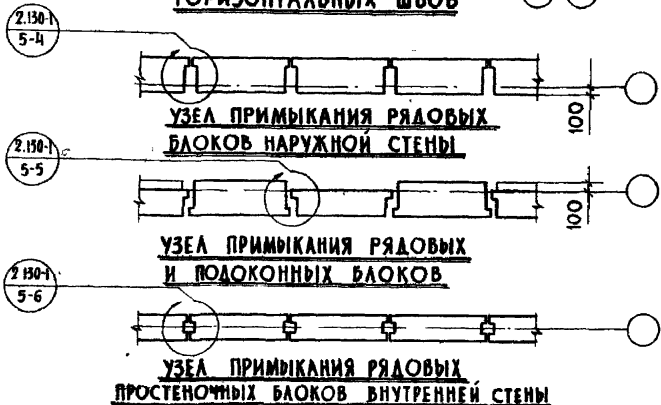 ГОРИЗОНТАЛЬНЫХ ШВОВ
2.130-1
5-4
100
УЗЕЛ ПРИМЫКАНИЯ РЯДОВЫХ
БЛОКОВ НАРУЖНОЙ СТЕНЫ
2.130-1
5-5
100
УЗЕЛ ПРИМЫКАНИЯ РЯДОВЫХ
И ПОДОКОННЫХ БЛОКОВ
2 130-1
5-6
УЗЕЛ ПРИМЫКАНИЯ РЯДОВЫХ
ПРОСТЕНОЧНЫХ БЛОКОВ ВНУТРЕННЕЙ СТЕНЫ